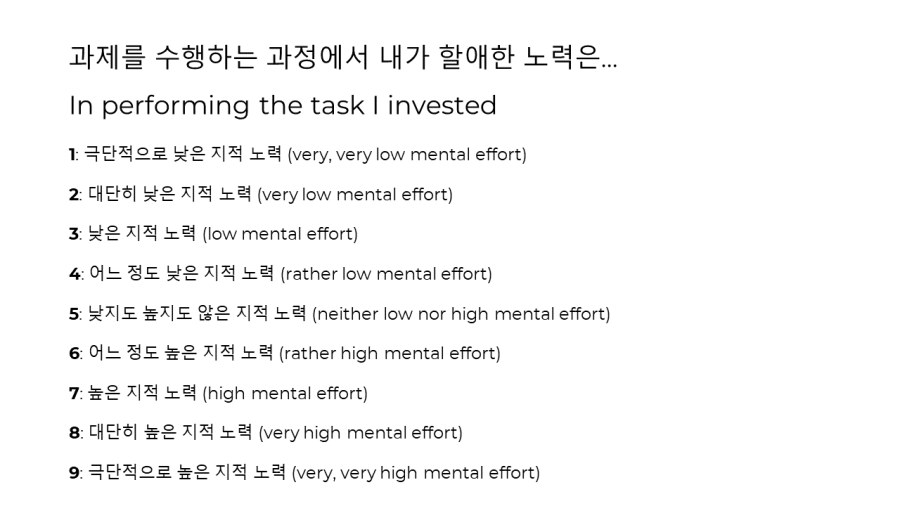 과제를 수행하는 과정에서 내가 할애한 노력은...
In performing the task I invested
1: 극단적으로 낮은 지적 노력 (very, very low mental effort)
2: 대단히 낮은 지적 노력 (very low mental effort)
3: 낮은 지적 노력 (low mental effort)
4: 어느 정도 낮은 지적 노력 (rather low mental effort)
5: 낮지도 높지도 않은 지적 노력 (neither low nor high mental effort)
6: 어느 정도 높은 지적 노력 (rather high mental effort)
7: 높은 지적 노력 (high mental effort)
8: 대단히 높은 지적 노력 (very high mental effort)
9: 극단적으로 높은 지적 노력 (very, very high mental effort)